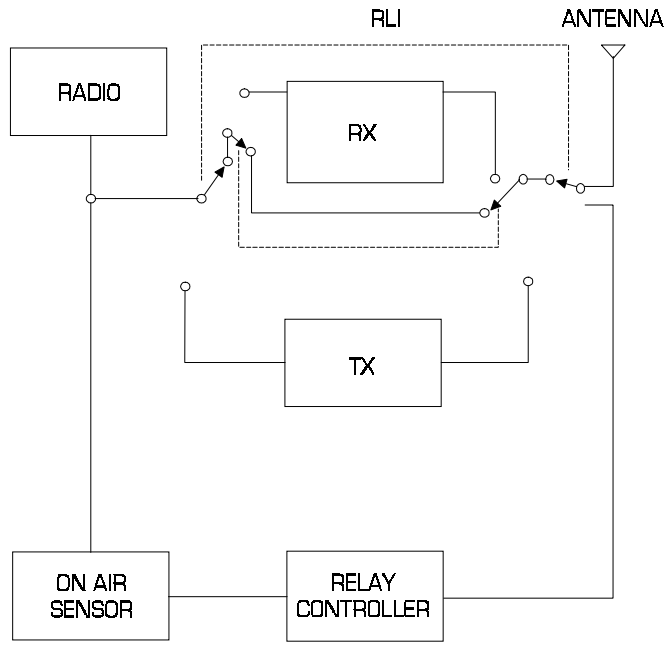 RLI
ANTENNA
RADIO
RX
TX
ON AIR
SENSOR
RELAY
CONTROLLER